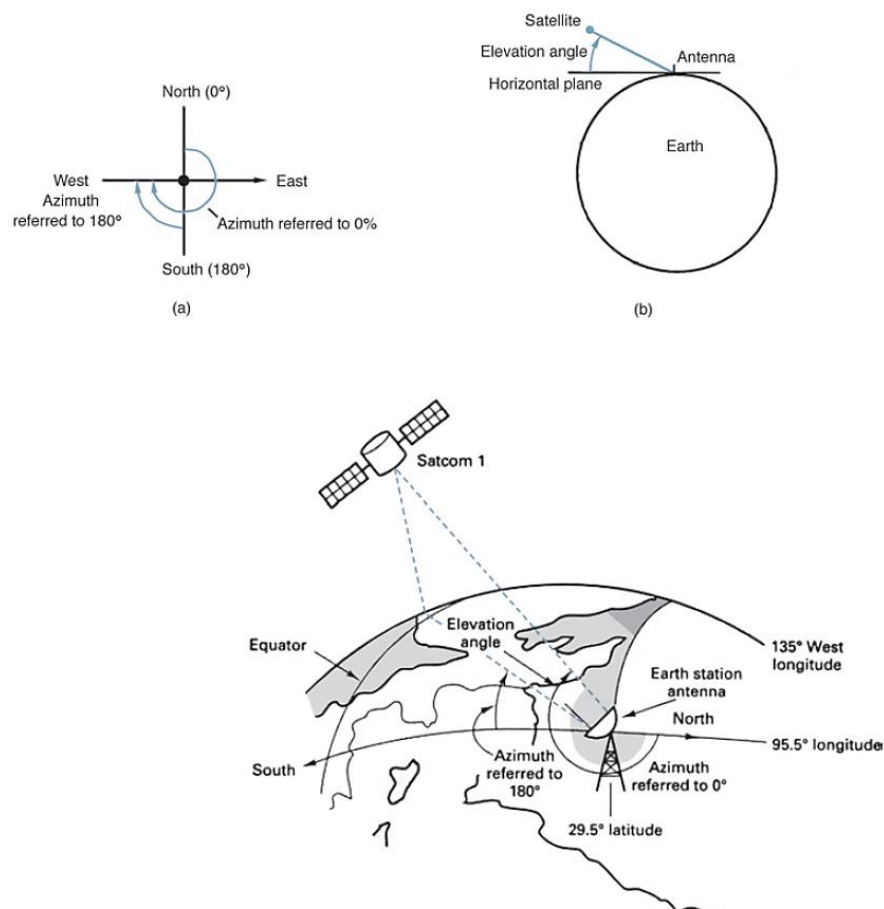 North (0°)
West
East
Azimuth
referred to 180°
Azimuth referred to 0%
South (180°)
(a)
Satellite
Elevation angle
Antenna
Horizontal plane
Earth
(b)
Satcom 1
Elevation
angle
Equator
135° West
longitude
Earth station
antenna
North
95.5° longitude
South
Azimuth
referred to
180°
Azimuth
referred to 0°
29.5° latitude